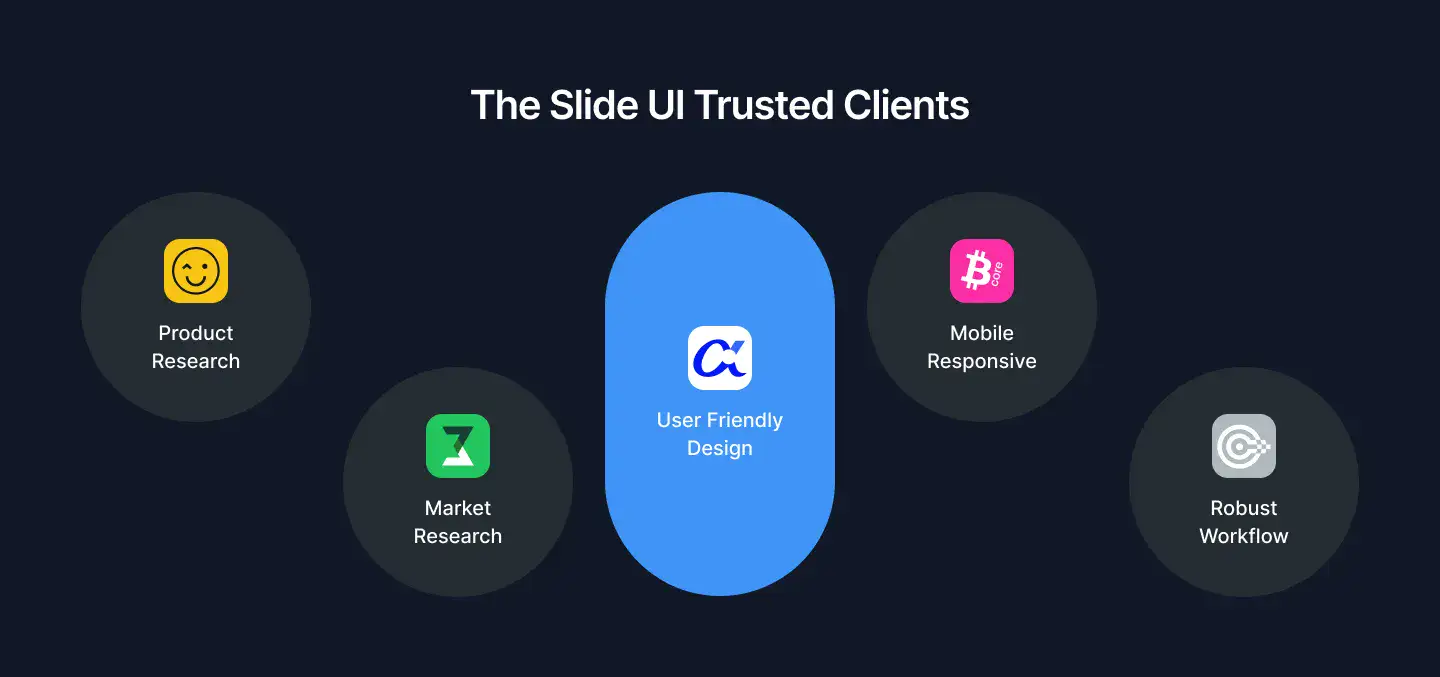 The Slide UI Trusted Clients
Product
Research
Market
Research
User Friendly
Design
core
Mobile
Responsive
Robust
Workflow